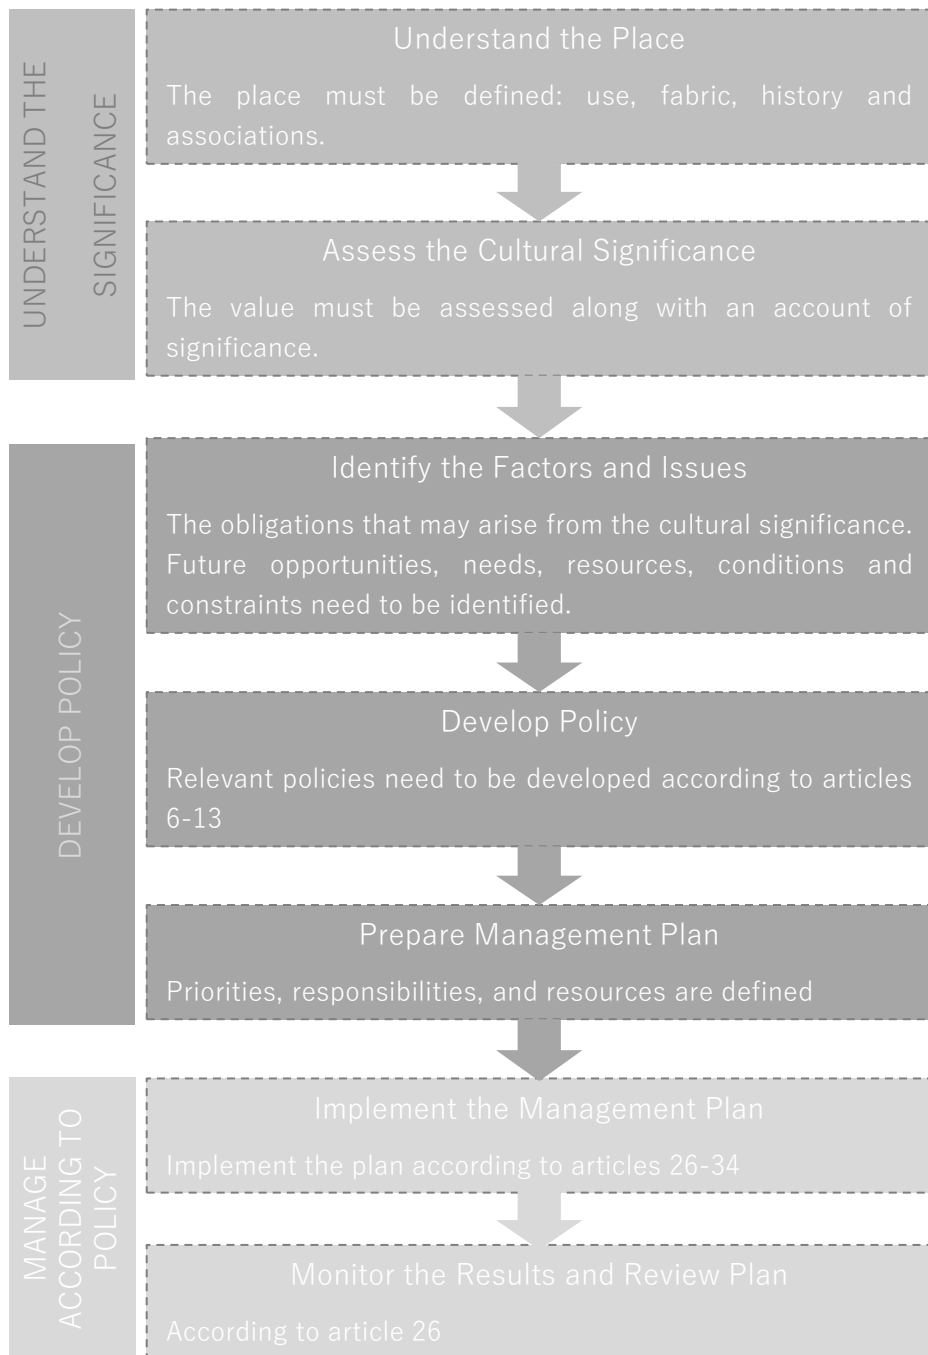 UNDERSTAND THE
SIGNIFICANCE
Understand the Place
The place must be defined: use, fabric, history and
associations.
Assess the Cultural Significance
The value must be assessed along with an account of
significance.
DEVELOP POLICY
Identify the Factors and Issues
The obligations that may arise from the cultural significance.
Future opportunities, needs, resources, conditions and
constraints need to be identified.
Develop Policy
Relevant policies need to be developed according to articles
6-13
Prepare Management Plan
Priorities, responsibilities, and resources are defined
MANAGE
ACCORDING TO
POLICY
Implement the Management Plan
Implement the plan according to articles 26-34
Monitor the Results and Review Plan
According to article 26